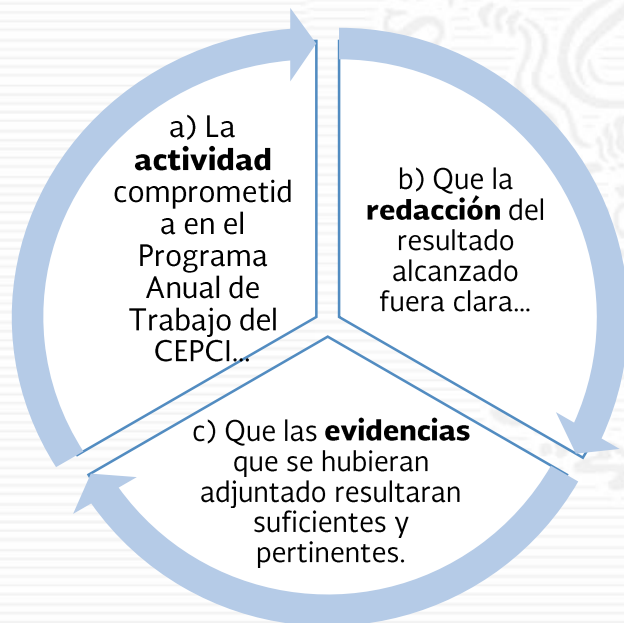 a) La
actividad
comprometid
a en el
Programa
Anual de
Trabajo del
CEPCI...
b) Que la
redacción del
resultado
alcanzado
fuera clara...
c) Que las evidencias
que se hubieran
adjuntado resultaran
suficientes y
pertinentes.